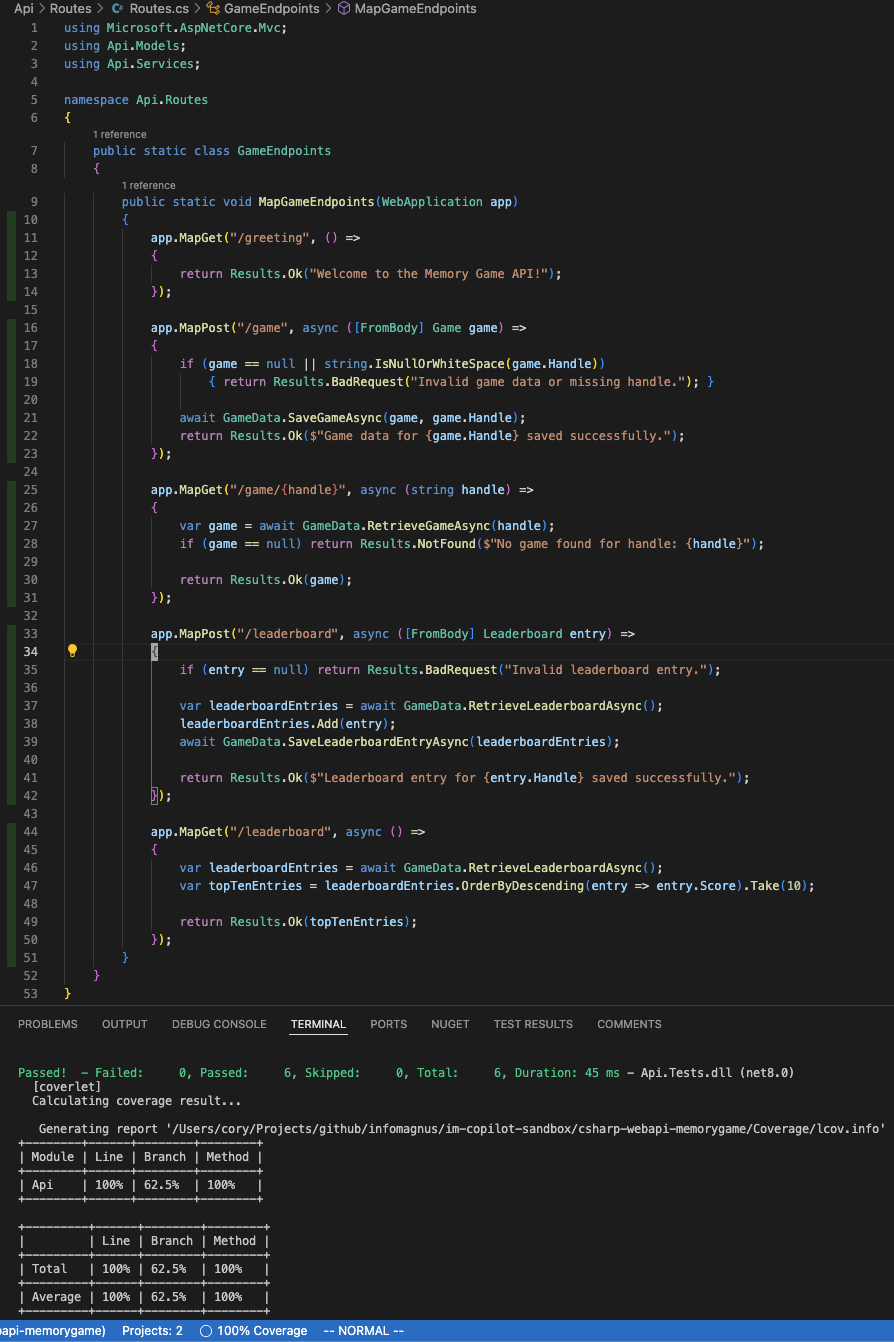 Api > Routes > C# Routes.cs > GameEndpoints > MapGameEndpoints
1 using Microsoft.AspNetCore.Mvc;
2 using Api.Models;
3 using Api.Services;
4
5 namespace Api.Routes
6 {
1 reference
7 public static class GameEndpoints
8 {
1 reference
9 public static void MapGameEndpoints(WebApplication app)
10 {
11 app.MapGet("/greeting", () =>
12 {
13 return Results.Ok("Welcome to the Memory Game API!");
14 });
15
16 app.MapPost("/game", async ([FromBody] Game game) =>
17 {
18 if (game == null || string.IsNullOrWhiteSpace(game.Handle))
19 { return Results.BadRequest("Invalid game data or missing handle."); }
20
21 await GameData.SaveGameAsync(game, game.Handle);
22 return Results.Ok($"Game data for {game.Handle} saved successfully.");
23 });
24
25 app.MapGet("/game/{handle}", async (string handle) =>
26 {
27 var game = await GameData.RetrieveGameAsync(handle);
28 if (game == null) return Results.NotFound($"No game found for handle: {handle}");
29
30 return Results.Ok(game);
31 });
32
33 app.MapPost("/leaderboard", async ([FromBody] Leaderboard entry) =>
34 {
35 if (entry == null) return Results.BadRequest("Invalid leaderboard entry.");
36
37 var leaderboardEntries = await GameData.RetrieveLeaderboardAsync();
38 leaderboardEntries.Add(entry);
39 await GameData.SaveLeaderboardEntryAsync(leaderboardEntries);
40
41 return Results.Ok($"Leaderboard entry for {entry.Handle} saved successfully.");
42 });
43
44 app.MapGet("/leaderboard", async () =>
45 {
46 var leaderboardEntries = await GameData.RetrieveLeaderboardAsync();
47 var topTenEntries = leaderboardEntries.OrderByDescending(entry => entry.Score).Take(10);
48
49 return Results.Ok(topTenEntries);
50 });
51 }
52 }
53 }
PROBLEMS OUTPUT DEBUG CONSOLE TERMINAL PORTS NUGET TEST RESULTS COMMENTS
Passed! - Failed: 0, Passed: 6, Skipped: 0, Total: 6, Duration: 45 ms - Api.Tests.dll (net8.0)
[coverlet]
Calculating coverage result...
Generating report '/Users/cory/Projects/github/infomagnus/im-copilot-sandbox/csharp-webapi-memorygame/Coverage/lcov.info'
+--------+------+--------+--------+
| Module | Line | Branch | Method |
+--------+------+--------+--------+
| Api | 100% | 62.5% | 100% |
+--------+------+--------+--------+
+---------+------+--------+--------+
| | Line | Branch | Method |
+---------+------+--------+--------+
| Total | 100% | 62.5% | 100% |
+---------+------+--------+--------+
| Average | 100% | 62.5% | 100% |
+---------+------+--------+--------+
api-memorygame) Projects: 2 100% Coverage -- NORMAL --